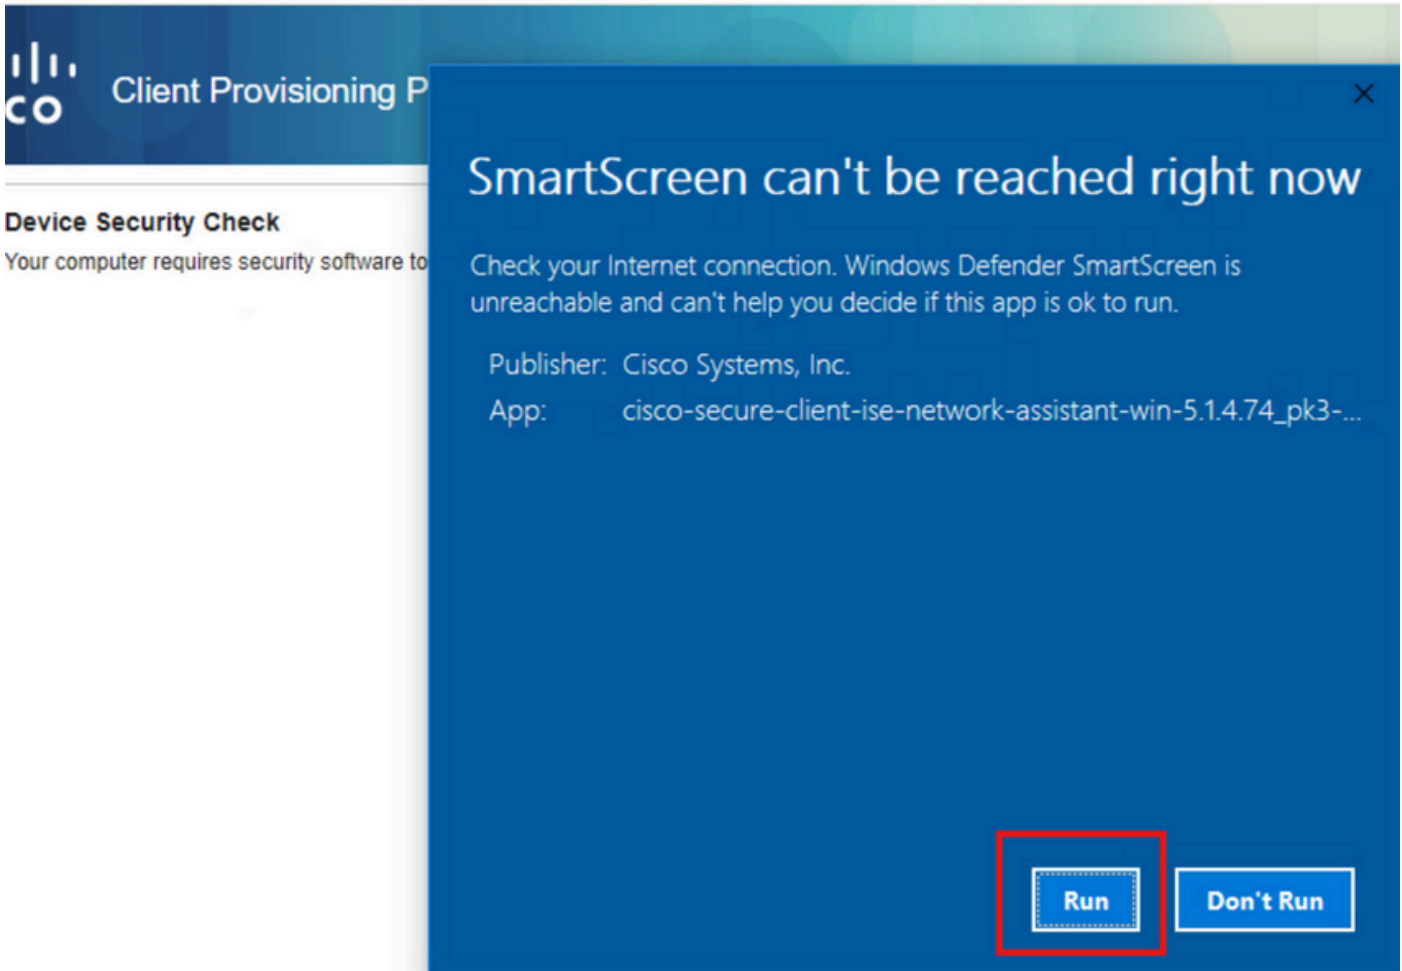 co
Client Provisioning P
SmartScreen can't be reached right now
Device Security Check
Your computer requires security software to
Check your Internet connection. Windows Defender SmartScreen is
unreachable and can't help you decide if this app is ok to run.
Publisher: Cisco Systems, Inc.
App: cisco-secure-client-ise-network-assistant-win-5.1.4.74_pk3-...
Run
Don't Run